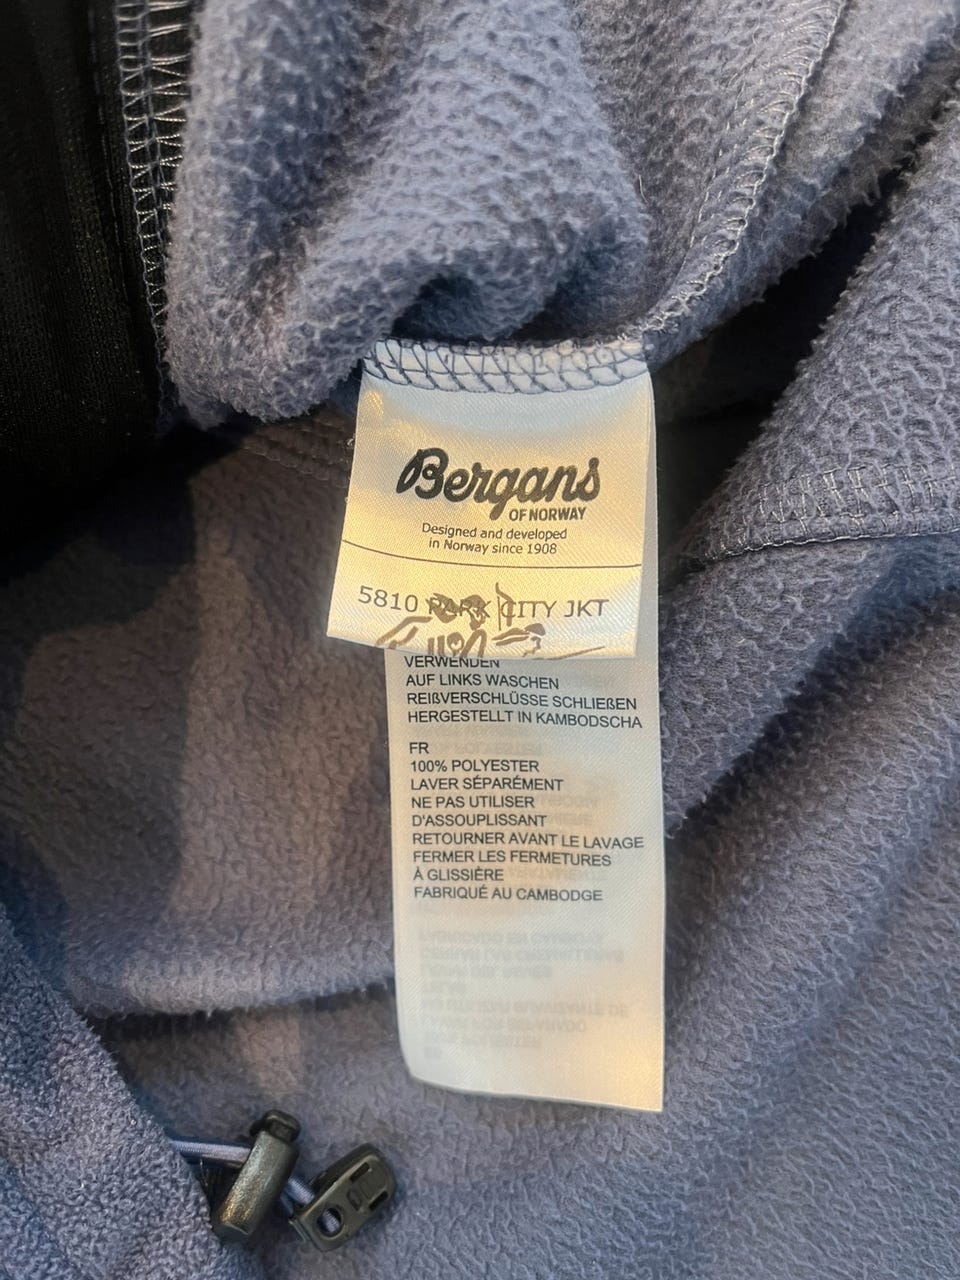 Bergans
OF NORWAY
Designed and developed
in Norway since 1908
5810 PARK CITY JKT
VERWENDEN
AUF LINKS WASCHEN
REIßVERSCHLÜSSE SCHLIEßEN
HERGESTELLT IN KAMBODSCHA
FR
100% POLYESTER
LAVER SÉPARÉMENT
NE PAS UTILISER
D'ASSOUPLISSANT
RETOURNER AVANT LE LAVAGE
FERMER LES FERMETURES
À GLISSIÈRE
FABRIQUÉ AU CAMBODGE